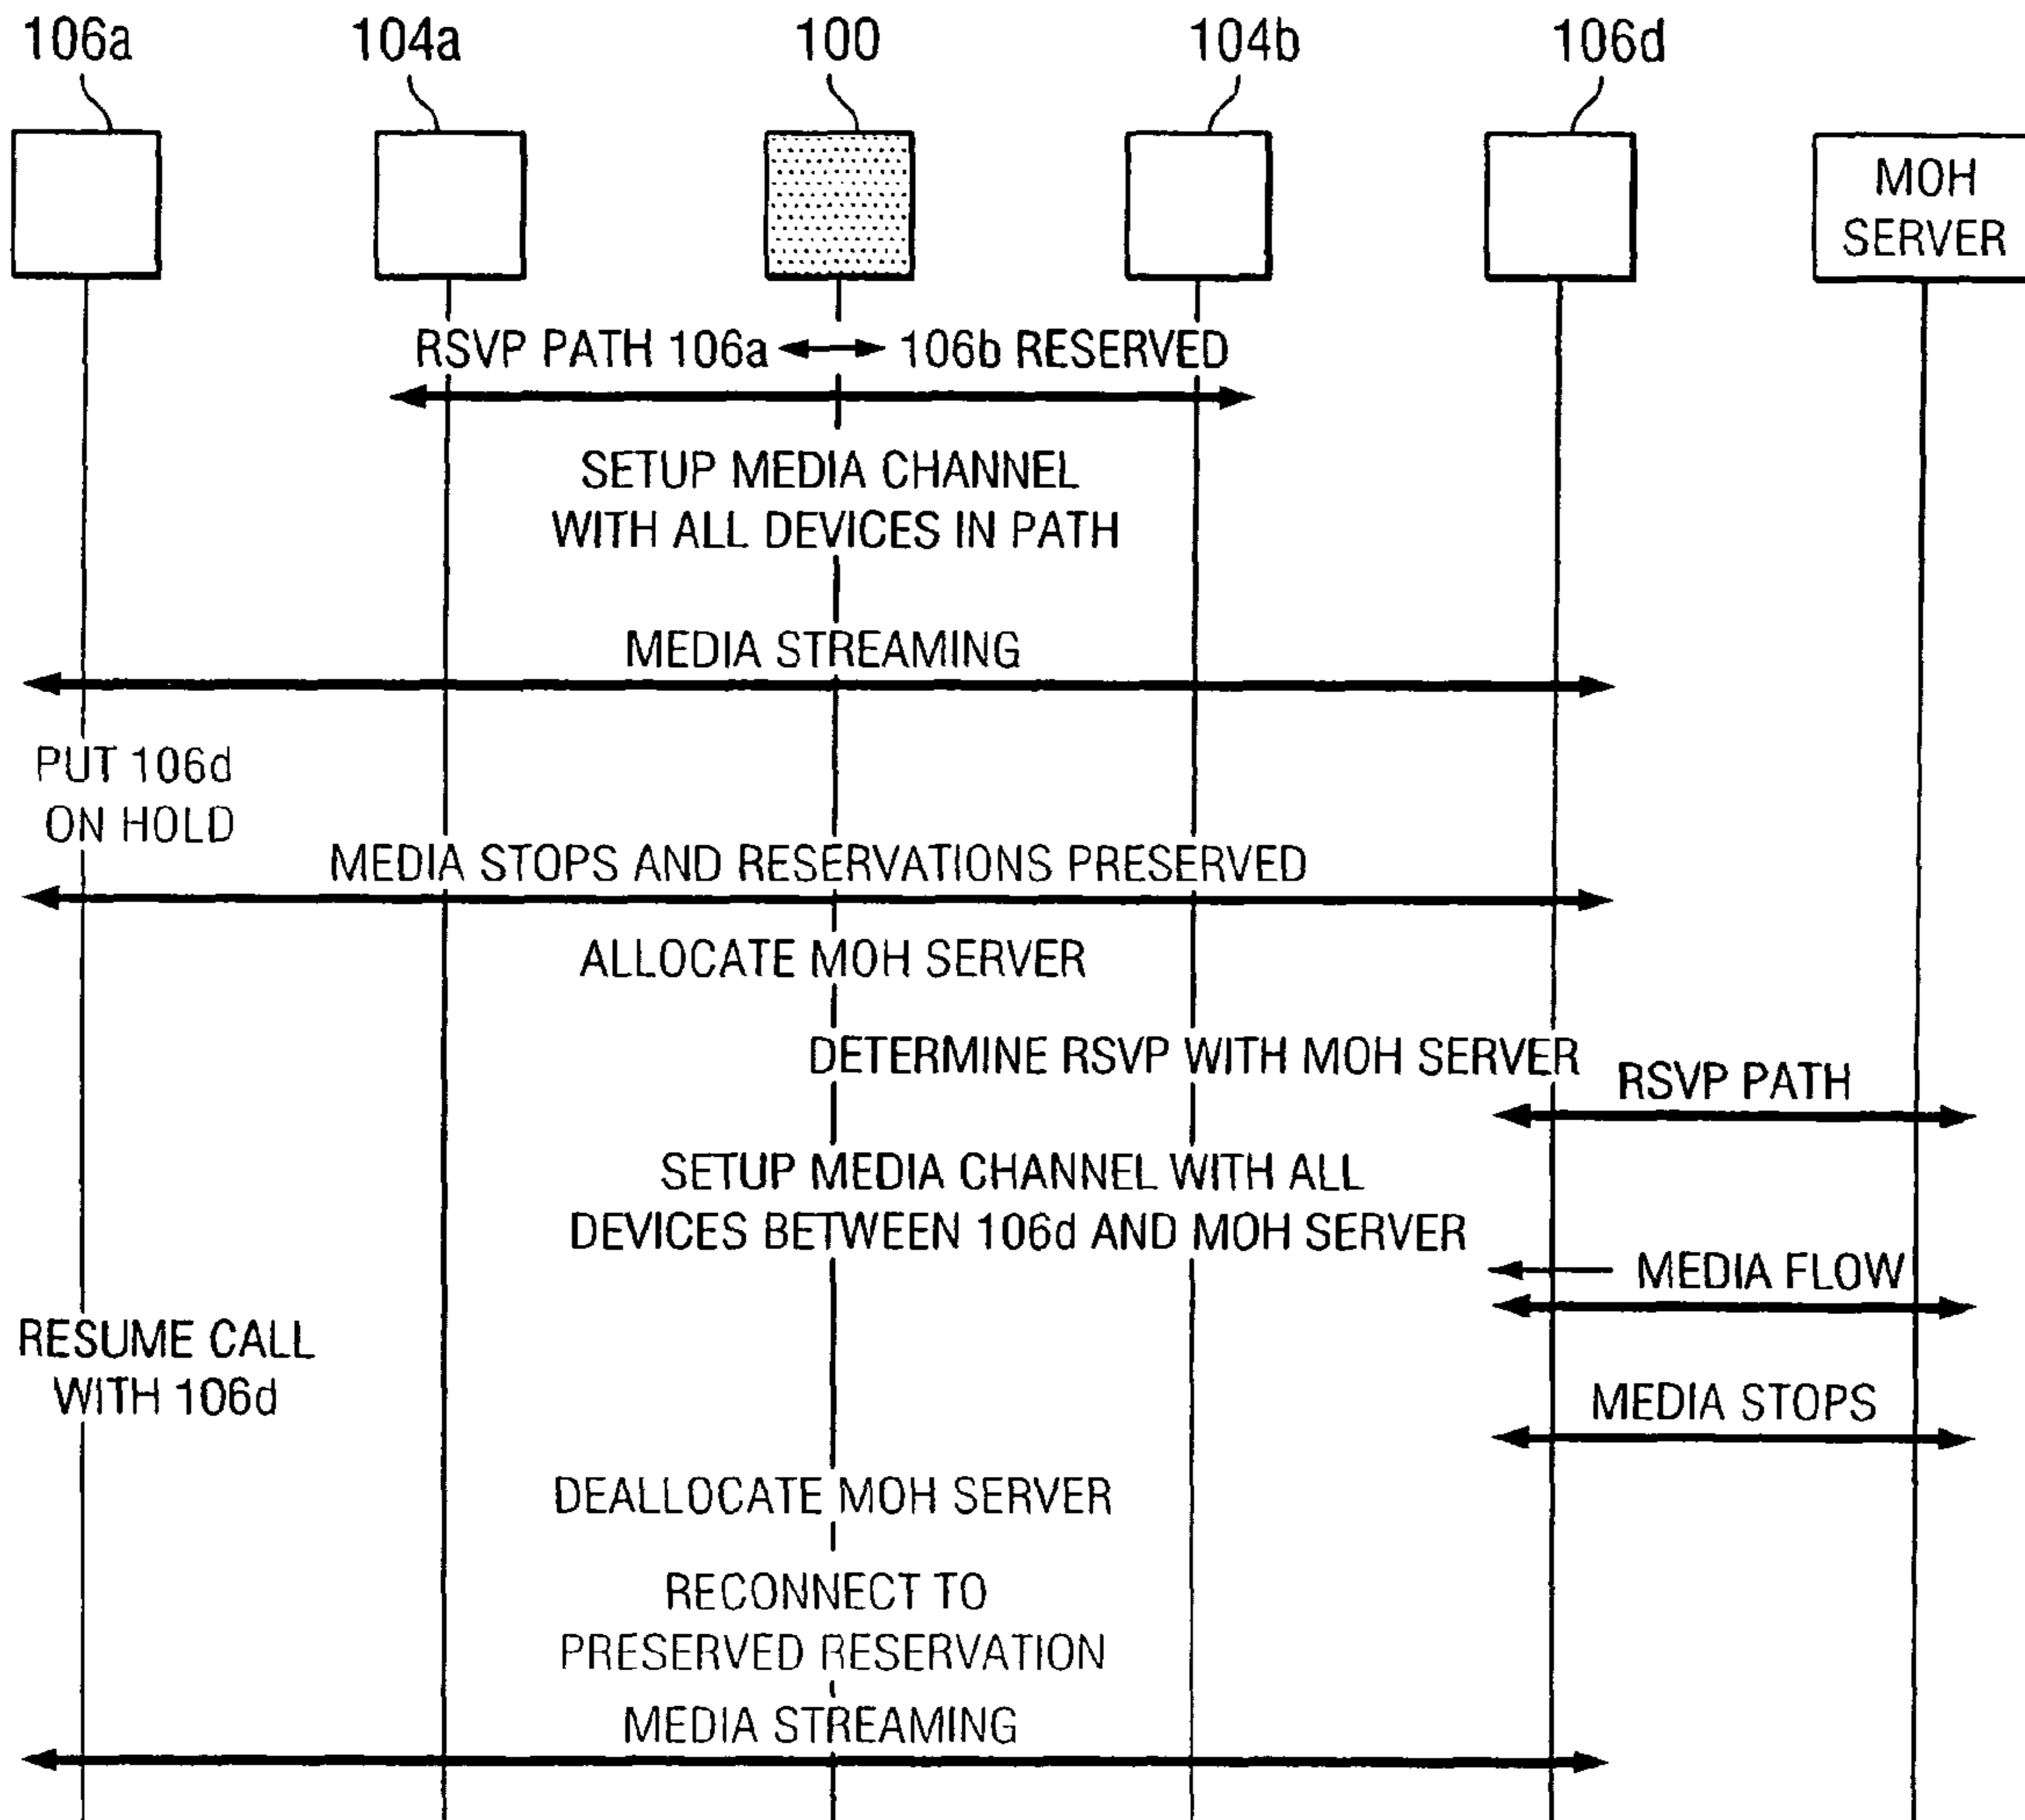 106a 104a 100 104b 106d
MOH
SERVER
RSVP PATH 106a 106b RESERVED
SETUP MEDIA CHANNEL
WITH ALL DEVICES IN PATH
MEDIA STREAMING
PUT 106d
ON HOLD
MEDIA STOPS AND RESERVATIONS PRESERVED
ALLOCATE MOH SERVER
DETERMINE RSVP WITH MOH SERVER
RSVP PATH
SETUP MEDIA CHANNEL WITH ALL
DEVICES BETWEEN 106d AND MOH SERVER
MEDIA FLOW
RESUME CALL
WITH 106d
MEDIA STOPS
DEALLOCATE MOH SERVER
RECONNECT TO
PRESERVED RESERVATION
MEDIA STREAMING